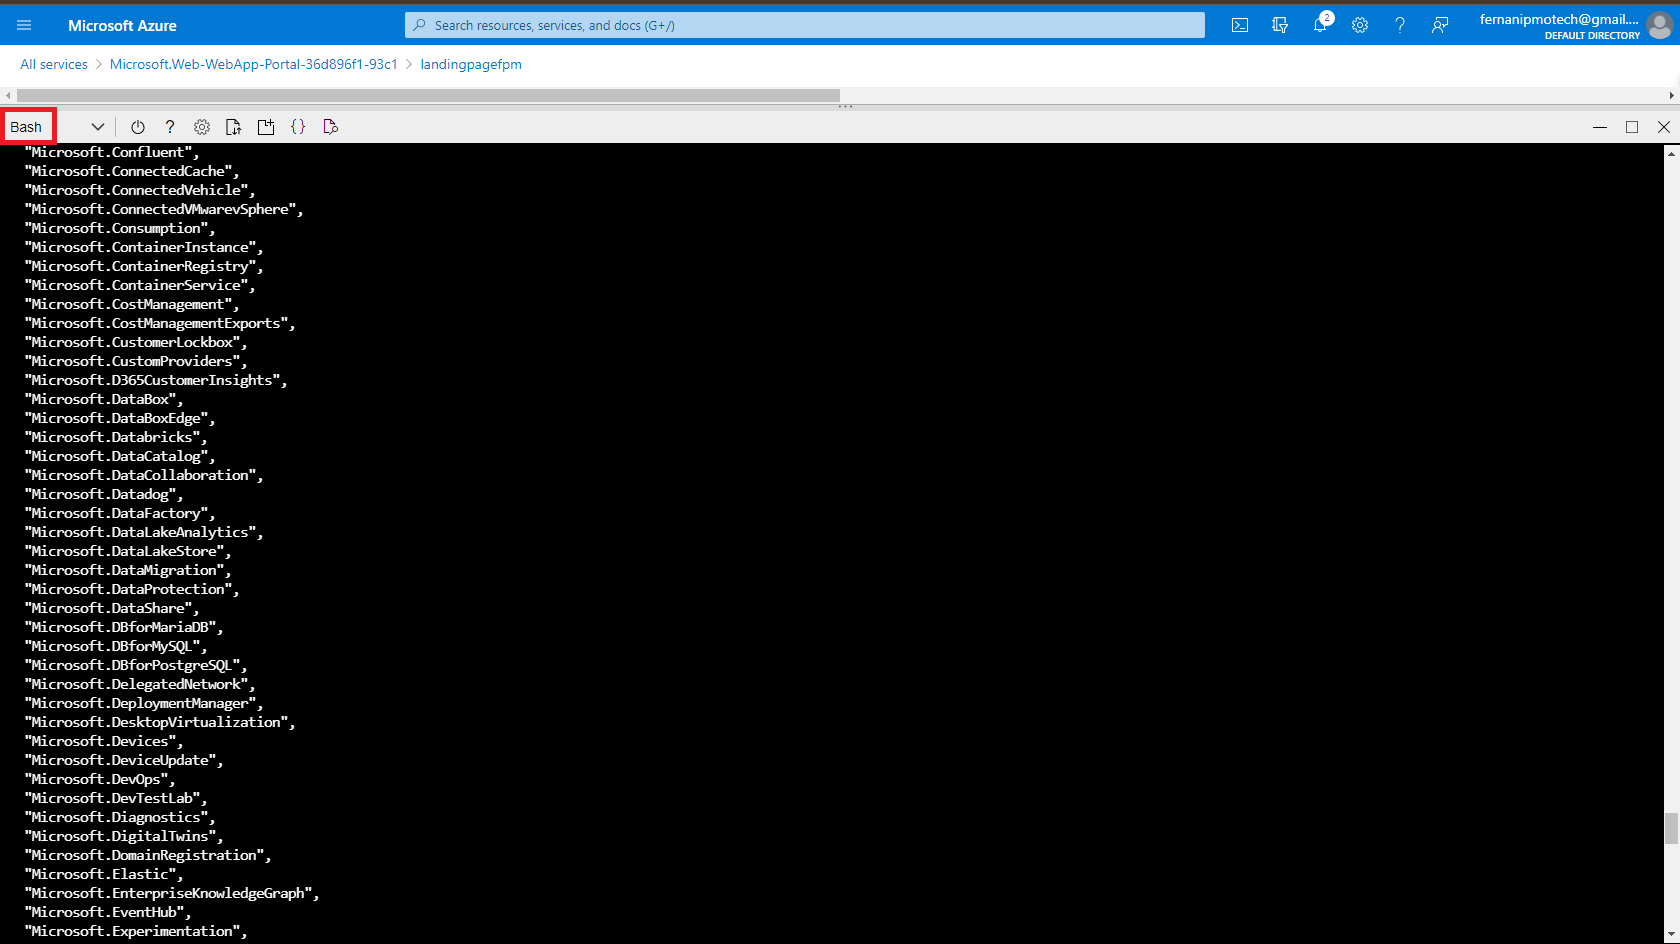 Microsoft Azure
Search resources, services, and docs (G+/)
2
fernanipmotech@gmail....
DEFAULT DIRECTORY
All services > Microsoft.Web-WebApp-Portal-36d896f1-93c1 > landingpagefpm
Bash
"Microsoft.Confluent",
"Microsoft.ConnectedCache",
"Microsoft.ConnectedVehicle",
"Microsoft.ConnectedVMwarevSphere",
"Microsoft.Consumption",
"Microsoft.ContainerInstance",
"Microsoft.ContainerRegistry",
"Microsoft.ContainerService",
"Microsoft.CostManagement",
"Microsoft.CostManagementExports",
"Microsoft.CustomerLockbox",
"Microsoft.CustomProviders",
"Microsoft.D365CustomerInsights",
"Microsoft.DataBox",
"Microsoft.DataBoxEdge",
"Microsoft.Databricks",
"Microsoft.DataCatalog",
"Microsoft.DataCollaboration",
"Microsoft.Datadog",
"Microsoft.DataFactory",
"Microsoft.DataLakeAnalytics",
"Microsoft.DataLakeStore",
"Microsoft.DataMigration",
"Microsoft.DataProtection",
"Microsoft.DataShare",
"Microsoft.DBforMariaDB",
"Microsoft.DBforMySQL",
"Microsoft.DBforPostgreSQL",
"Microsoft.DelegatedNetwork",
"Microsoft.DeploymentManager",
"Microsoft.DesktopVirtualization",
"Microsoft.Devices",
"Microsoft.DeviceUpdate",
"Microsoft.DevOps",
"Microsoft.DevTestLab",
"Microsoft.Diagnostics",
"Microsoft.DigitalTwins",
"Microsoft.DomainRegistration",
"Microsoft.Elastic",
"Microsoft.EnterpriseKnowledgeGraph",
"Microsoft.EventHub",
"Microsoft.Experimentation",